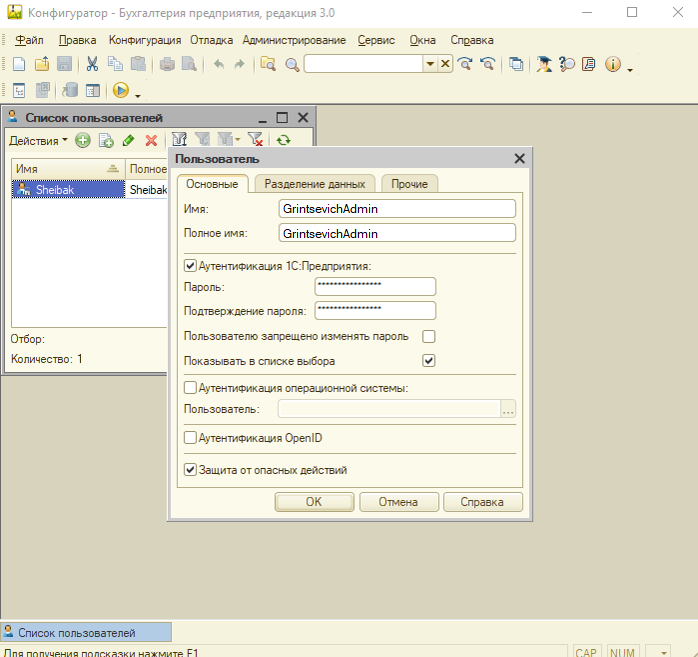 Конфигуратор - Бухгалтерия предприятия, редакция 3.0
Файл Правка Конфигурация Отладка Администрирование Сервис Окна Справка
Список пользователей
Действия
Имя Полное
Sheibak Sheibak
Отбор:
Количество: 1
Пользователь
Основные Разделение данных Прочие
Имя: GrintsevichAdmin
Полное имя: GrintsevichAdmin
Аутентификация 1С:Предприятия:
Пароль: ****************
Подтверждение пароля: ****************
Пользователю запрещено изменять пароль
Показывать в списке выбора
Аутентификация операционной системы:
Пользователь: ...
Аутентификация OpenID
Защита от опасных действий
OK Отмена Справка
Список пользователей
Для получения подсказки нажмите F1 CAP NUM